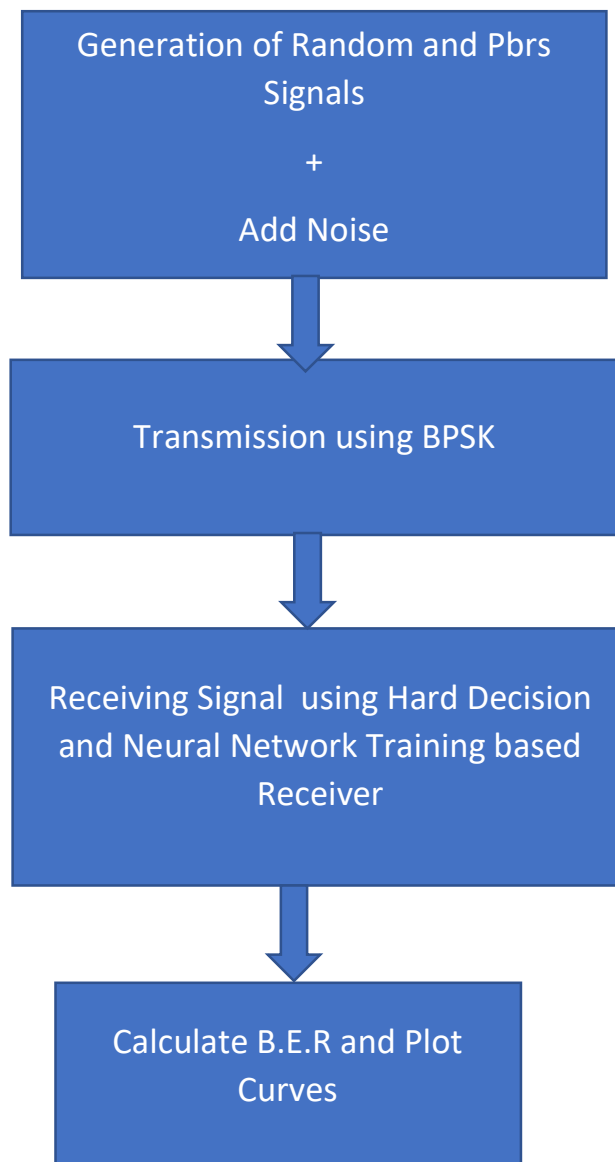 Generation of Random and Pbrs
Signals
+
Add Noise
Transmission using BPSK
Receiving Signal  using Hard Decision
and Neural Network Training based
Receiver
Calculate B.E.R and Plot
Curves